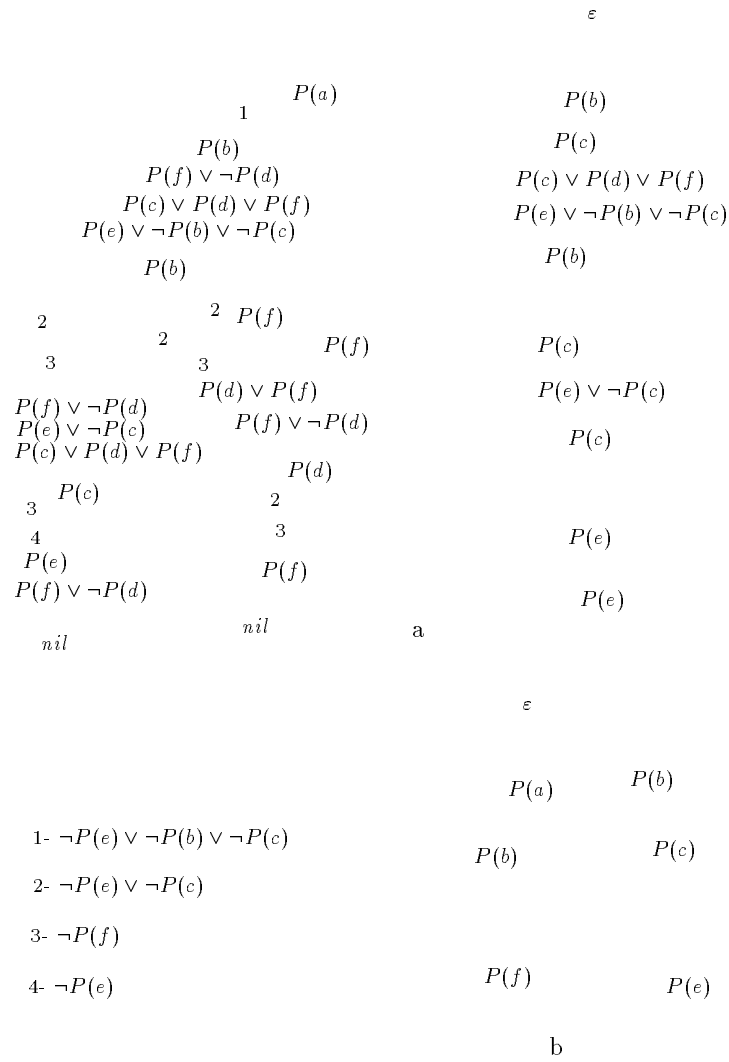 ε
P(a)
1
P(b)
P(b)
P(c)
P(f) ∨ ¬P(d)
P(c) ∨ P(d) ∨ P(f)
P(c) ∨ P(d) ∨ P(f)
P(e) ∨ ¬P(b) ∨ ¬P(c)
P(e) ∨ ¬P(b) ∨ ¬P(c)
P(b)
P(b)
2
2 P(f)
2
P(f)
P(c)
3
3
P(d) ∨ P(f)
P(e) ∨ ¬P(c)
P(f) ∨ ¬P(d)
P(e) ∨ ¬P(c)
P(f) ∨ ¬P(d)
P(c) ∨ P(d) ∨ P(f)
P(c)
P(d)
3 P(c)
2
4
3
P(e)
P(e)
P(f)
P(f) ∨ ¬P(d)
P(e)
nil
nil
a
ε
P(a)
P(b)
1- ¬P(e) ∨ ¬P(b) ∨ ¬P(c)
P(b)
P(c)
2- ¬P(e) ∨ ¬P(c)
3- ¬P(f)
4- ¬P(e)
P(f)
P(e)
b